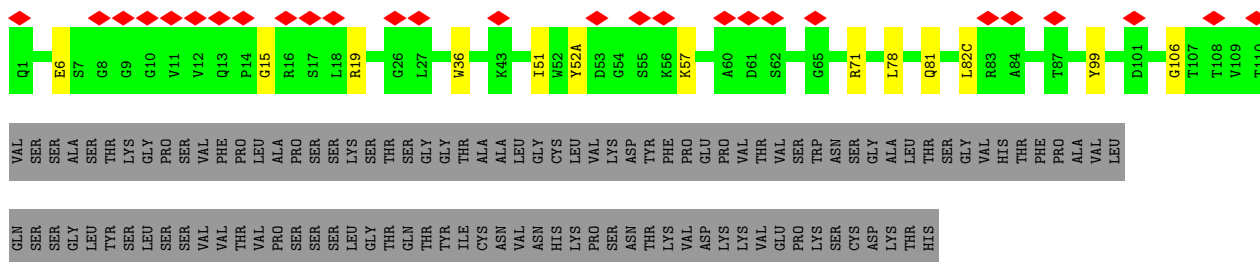 Q1 E6 S7 G8 G9 G10 V11 V12 Q13 P14 G15 R16 S17 L18 R19 G26 L27 W36 K43 I51 W52 Y52A D53 G54 S55 K56 K57 A60 D61 S62 G65 R71 L78 Q81 L82C R83 A84 T87 Y99 D101 G106 T107 T108 V109 T110
VAL SER SER ALA SER THR LYS GLY PRO SER VAL PHE PRO LEU ALA PRO SER SER LYS SER THR SER GLY GLY THR ALA ALA LEU GLY CYS LEU VAL LYS ASP TYR PHE PRO GLU PRO VAL THR VAL SER TRP ASN SER GLY ALA LEU THR SER GLY VAL HIS THR PHE PRO ALA VAL LEU
GLN SER SER GLY LEU TYR SER LEU SER SER VAL VAL THR VAL PRO SER SER SER LEU GLY THR GLN THR TYR ILE CYS ASN VAL ASN HIS LYS PRO SER ASN THR LYS VAL ASP LYS LYS VAL GLU PRO LYS SER CYS ASP LYS THR HIS